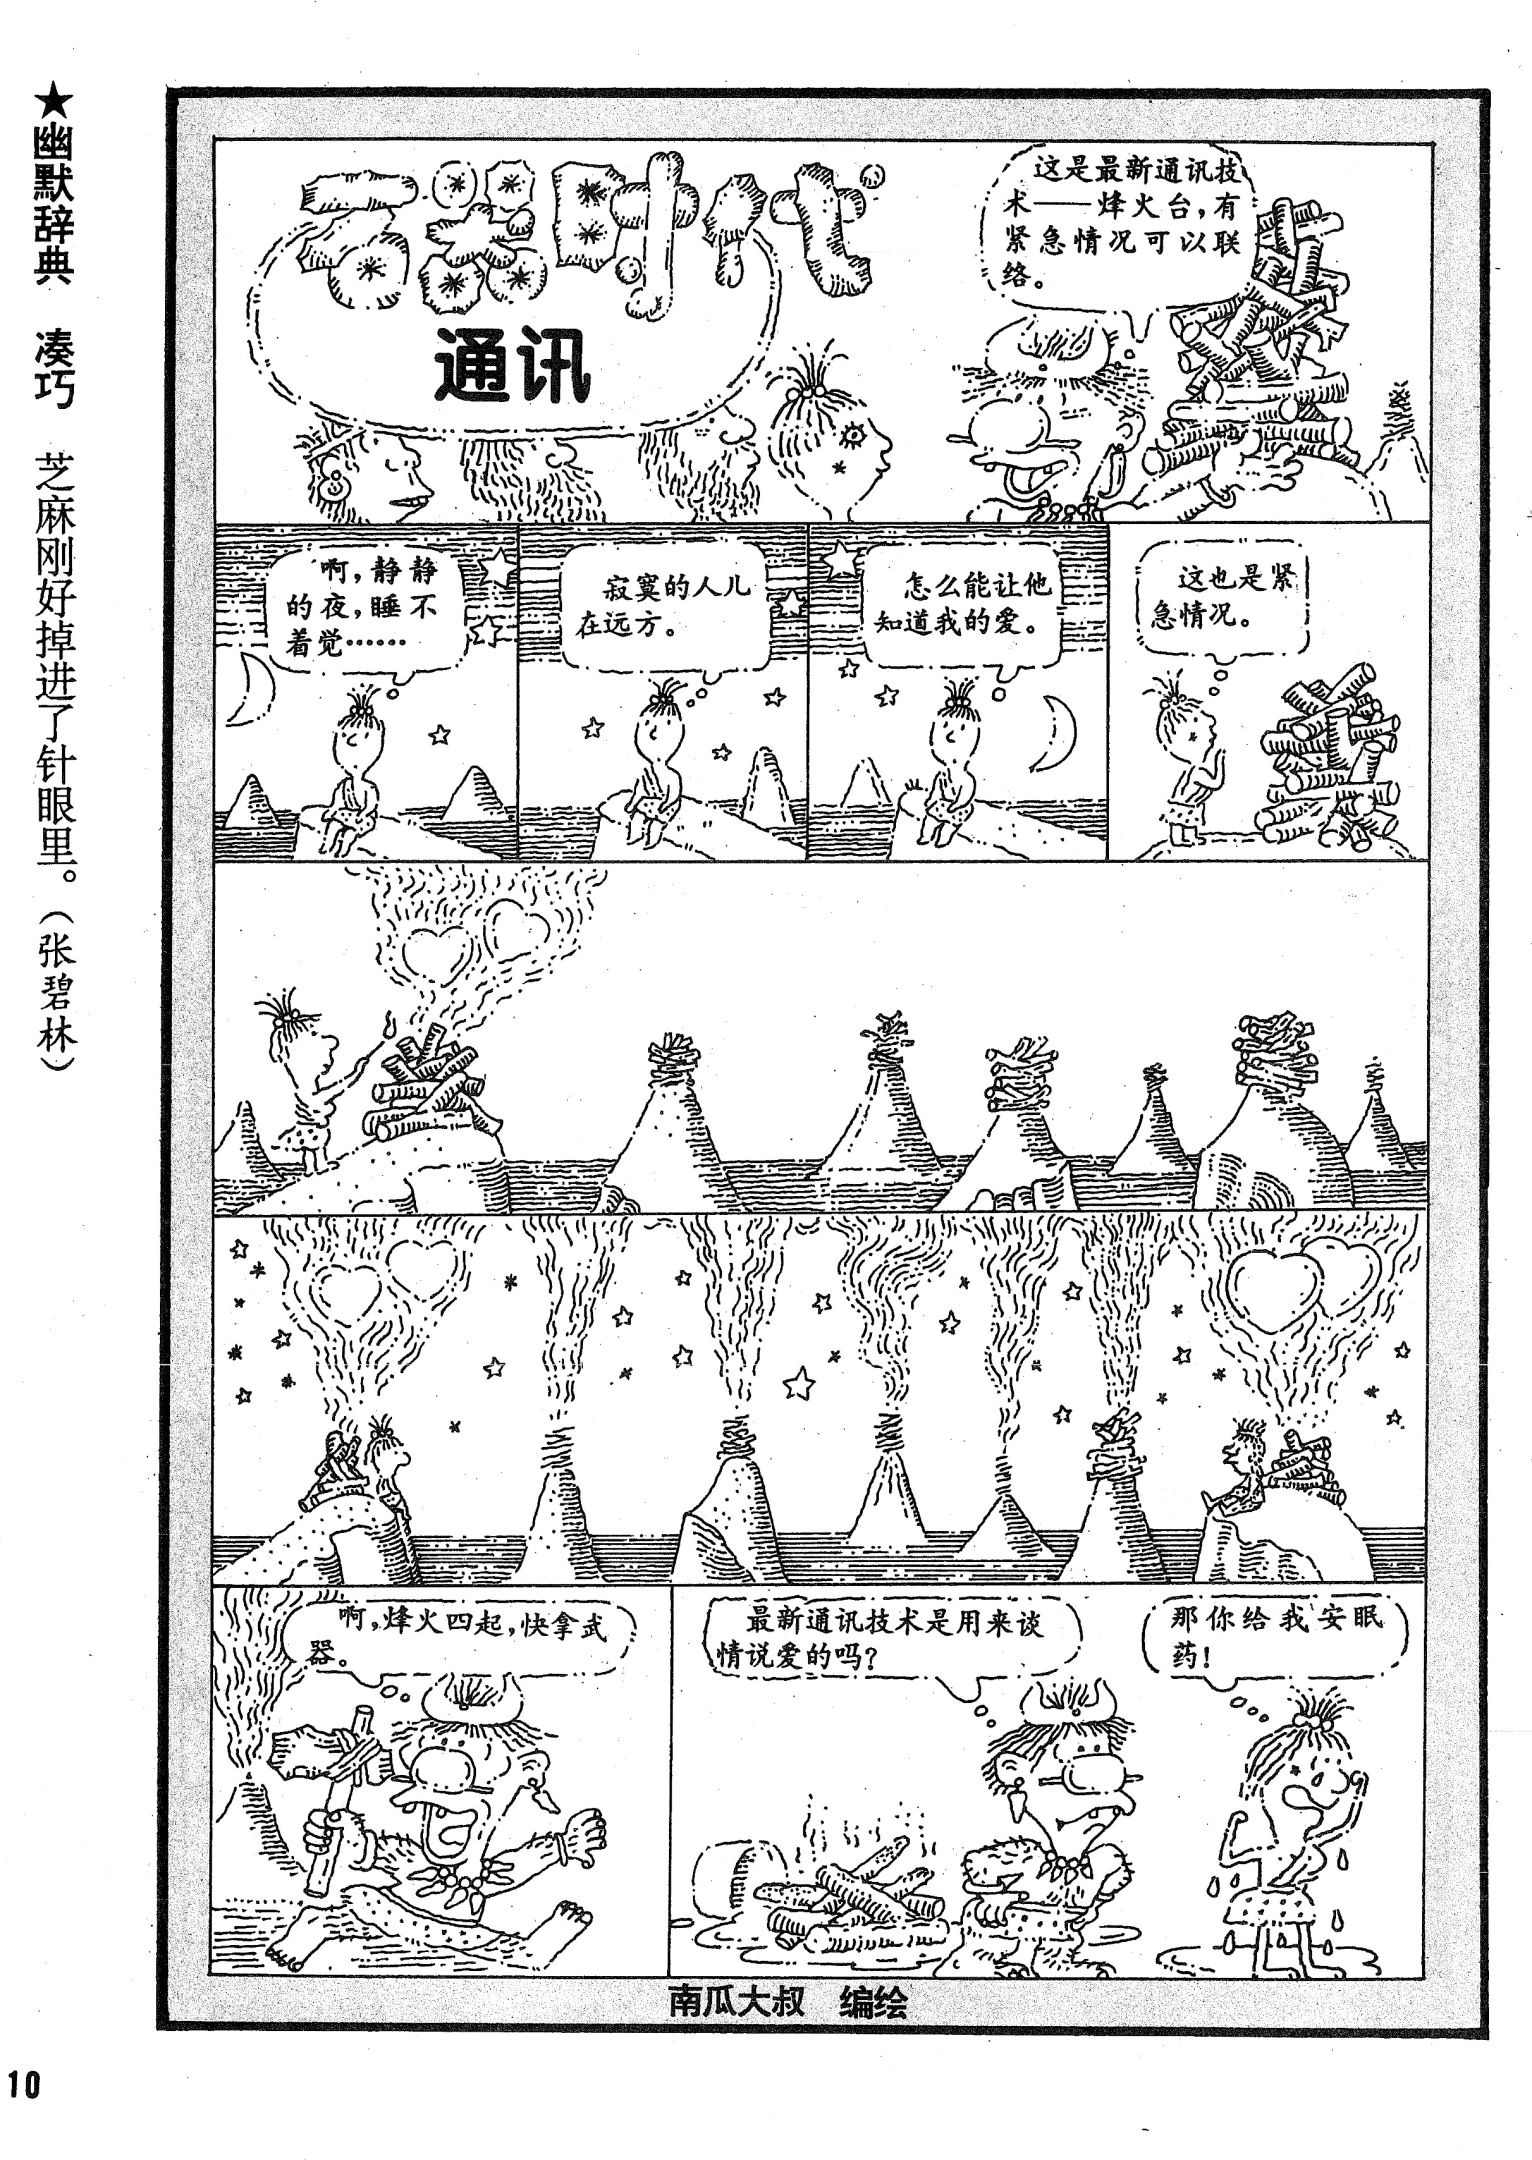 ★幽默辞典 凑巧 芝麻刚好掉进了针眼里。(张碧林)
石器时代
通讯
这是最新通讯技
术——烽火台,有
紧急情况可以联
络。
啊,静静
的夜,睡不
着觉……
寂寞的人儿
在远方。
怎么能让他
知道我的爱。
这也是紧
急情况。
啊,烽火四起,快拿武
器。
最新通讯技术是用来谈
情说爱的吗?
那你给我安眠
药!
南瓜大叔 编绘
10